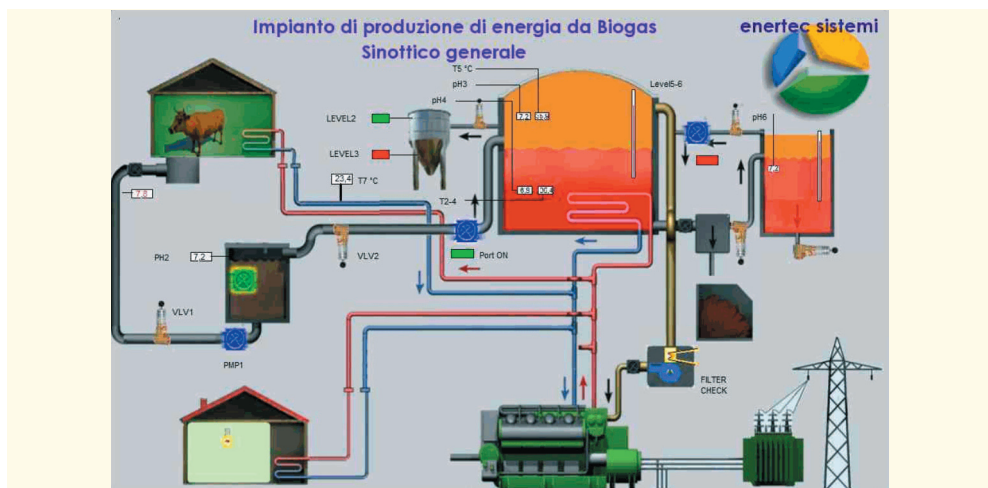 Impianto di produzione di energia da Biogas
enertec sistemi
Sinottico generale
T5 °C
pH3
Level5-6
pH4
pH6
LEVEL2
7,2
LEVEL3
7,2
23,4
T7 °C
6,9
7,8
T2-4
PH2
7,2
VLV2
Port ON
VLV1
PMP1
FILTER
CHECK